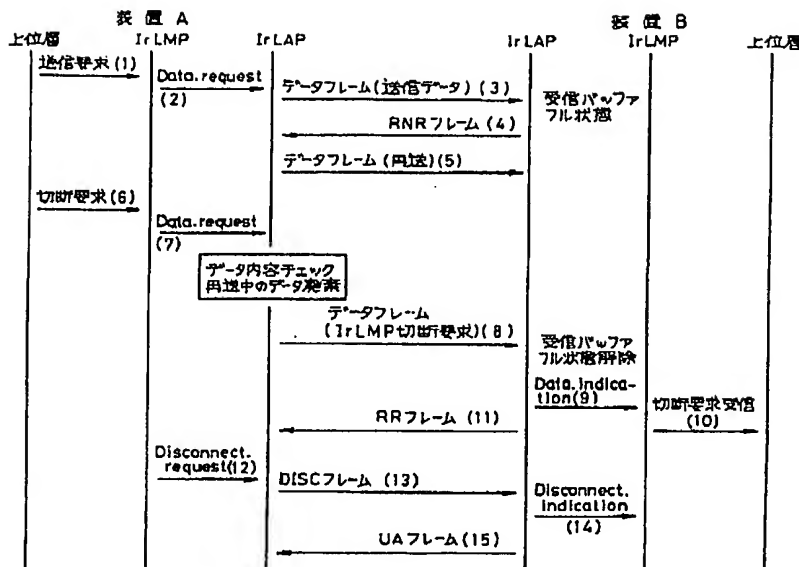 装置A
装置B
上位層 IrLMP IrLAP IrLAP IrLMP 上位層
送信要求(1)
Data.request
(2)
データフレーム(送信データ)(3)
受信バッファ
フル状態
RNRフレーム(4)
データフレーム(再送)(5)
切断要求(6)
Data.request
(7)
データ内容チェック
再送中のデータ廃棄
データフレーム
(IrLMP切断要求)(8)
受信バッファ
フル状態解除
Data.indica-
tion(9)
切断要求受信
(10)
RRフレーム(11)
Disconnect.
request(12)
DISCフレーム(13)
Disconnect.
indication
(14)
UAフレーム(15)